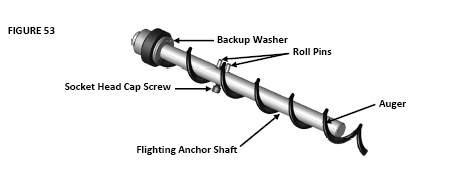 FIGURE 53
Backup Washer
Roll Pins
Socket Head Cap Screw
Auger
Flighting Anchor Shaft